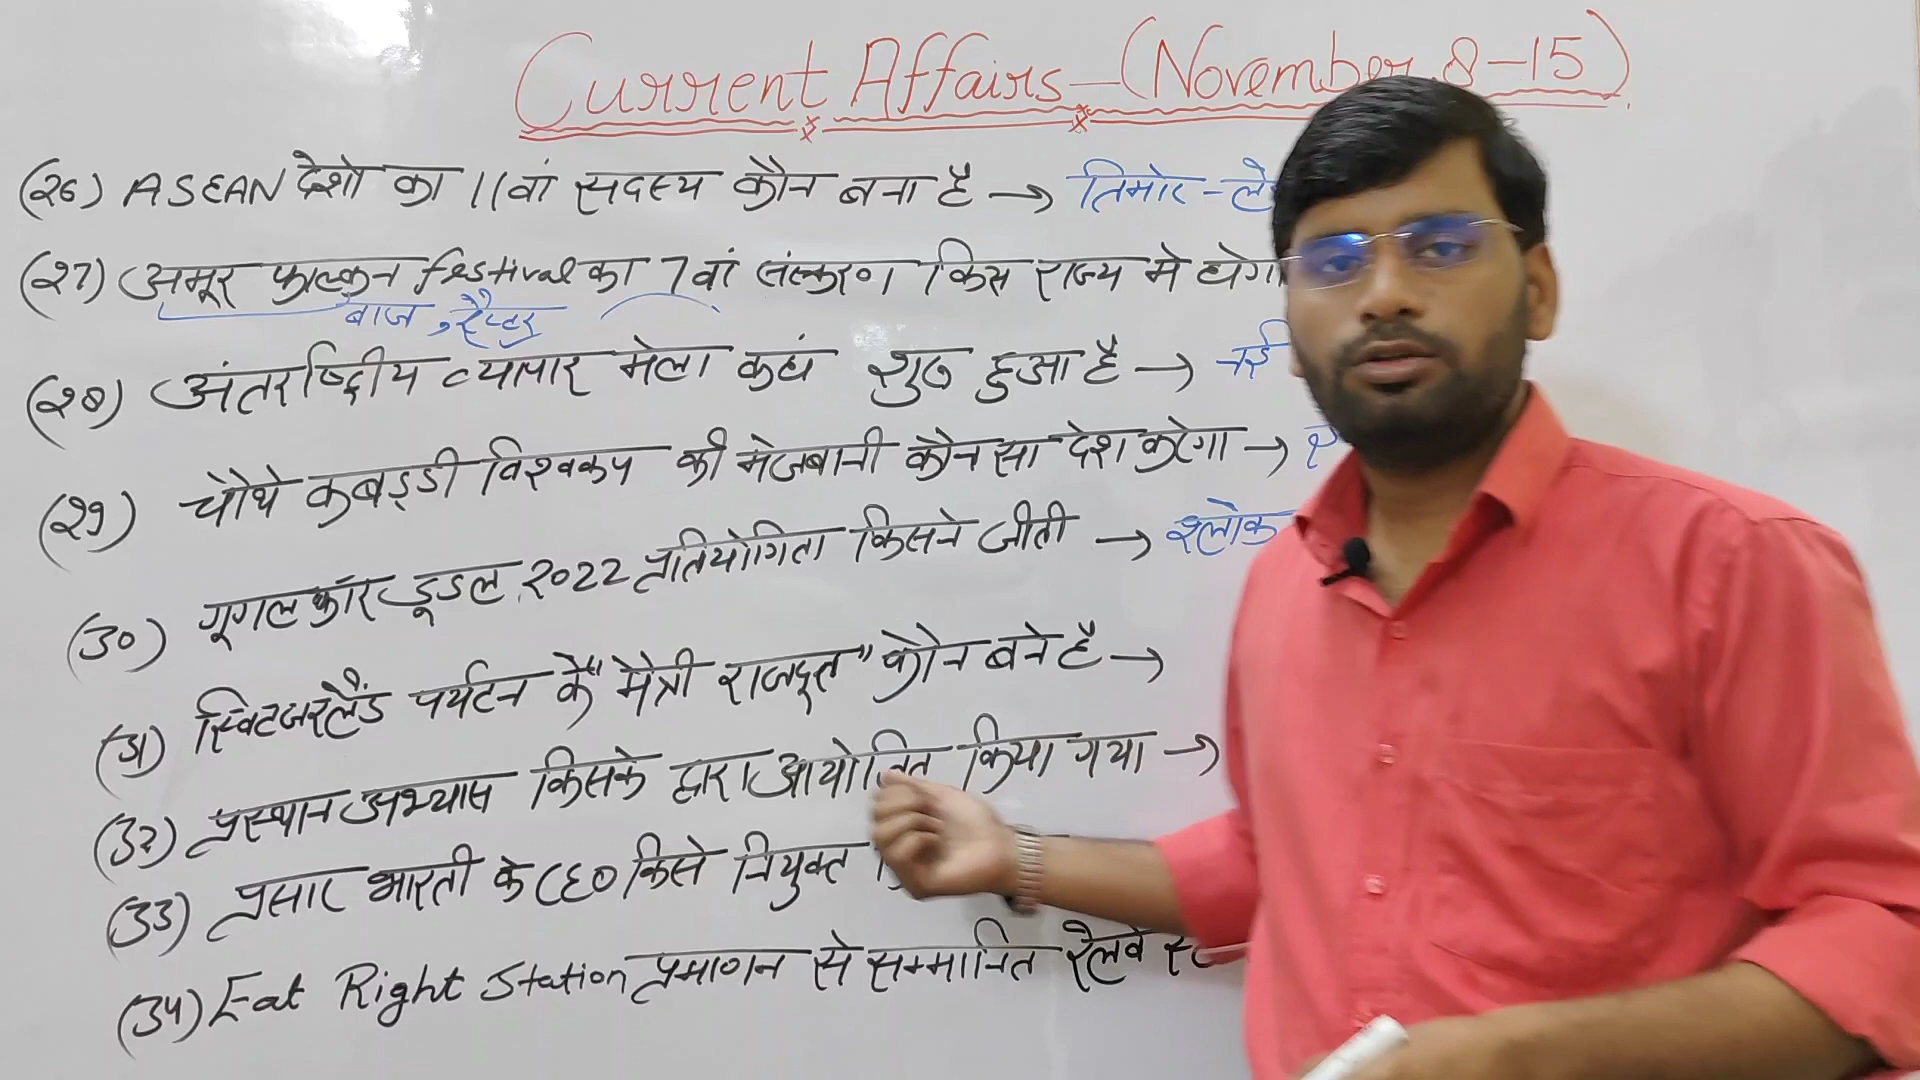 Current Affairs - (November 8-15)
(26) ASEAN देशो का 11वां सदस्य कौन बना है → तिमोर-ले
(27) अमूर फाल्कन festival का 7वां संस्करण किस राज्य मे होगा
बाज, रैप्टर
(28) अंतर्राष्ट्रीय व्यापार मेला कहां शुरु हुआ है → नई
(29) चौथे कबड्डी विश्वकप की मेजबानी कौन सा देश करेगा →
(30) गूगल फॉर डूडल 2022 प्रतियोगिता किसने जीती → श्लोक
(31) स्विटजरलैंड पर्यटन के "मैत्री राजदूत" कौन बने है →
(32) प्रस्थान अभ्यास किसके द्वारा आयोजित किया गया →
(33) प्रसार भारती के CEO किसे नियुक्त
(34) Eat Right Station प्रमाणन से सम्मानित रेलवे